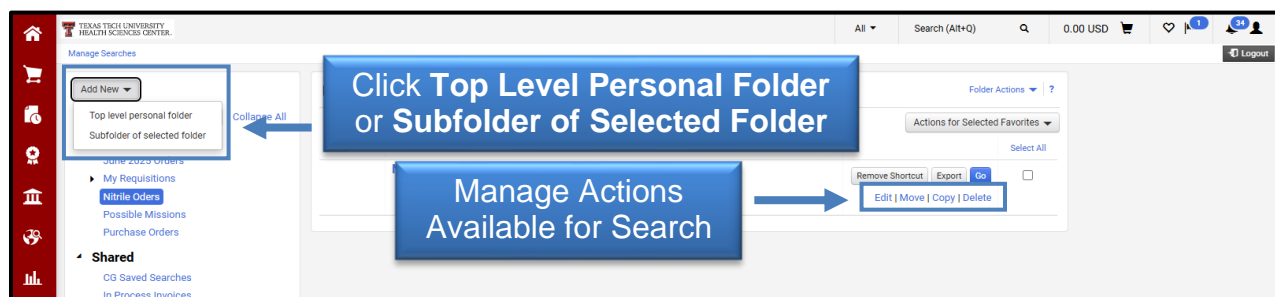 TEXAS TECH UNIVERSITY
HEALTH SCIENCES CENTER.
All
Search (Alt+Q)
0.00 USD
1
34
Manage Searches
Logout
Add New
Top level personal folder
Subfolder of selected folder
Collapse All
Click Top Level Personal Folder
or Subfolder of Selected Folder
Folder Actions
?
Actions for Selected Favorites
Select All
June 2025 Orders
My Requisitions
Nitrile Oders
Possible Missions
Purchase Orders
Shared
CG Saved Searches
In Process Invoices
Manage Actions
Available for Search
Remove Shortcut
Export
Go
Edit | Move | Copy | Delete